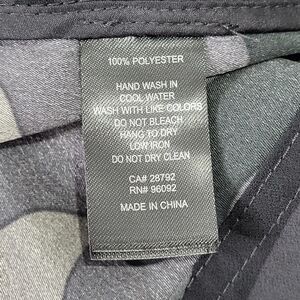 100% POLYESTER
HAND WASH IN
COOL WATER
WASH WITH LIKE COLORS
DO NOT BLEACH
HANG TO DRY
LOW IRON
DO NOT DRY CLEAN
CA# 28792
RN# 96092
MADE IN CHINA